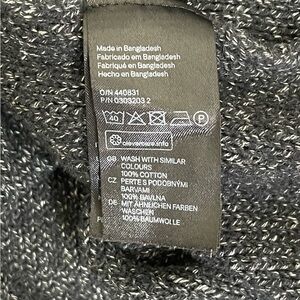 Made in Bangladesh
Fabricado em Bangladesh
Fabriqué en Bangladesh
Hecho en Bangladesh
O/N 440831
P/N 0303203 2
40 P
clevercare.info
GB WASH WITH SIMILAR
COLOURS
100% COTTON
CZ PERTE S PODOBNÝMI
BARVAMI
100% BAVLNA
DE MIT ÄHNLICHEN FARBEN
WASCHEN
100% BAUMWOLLE